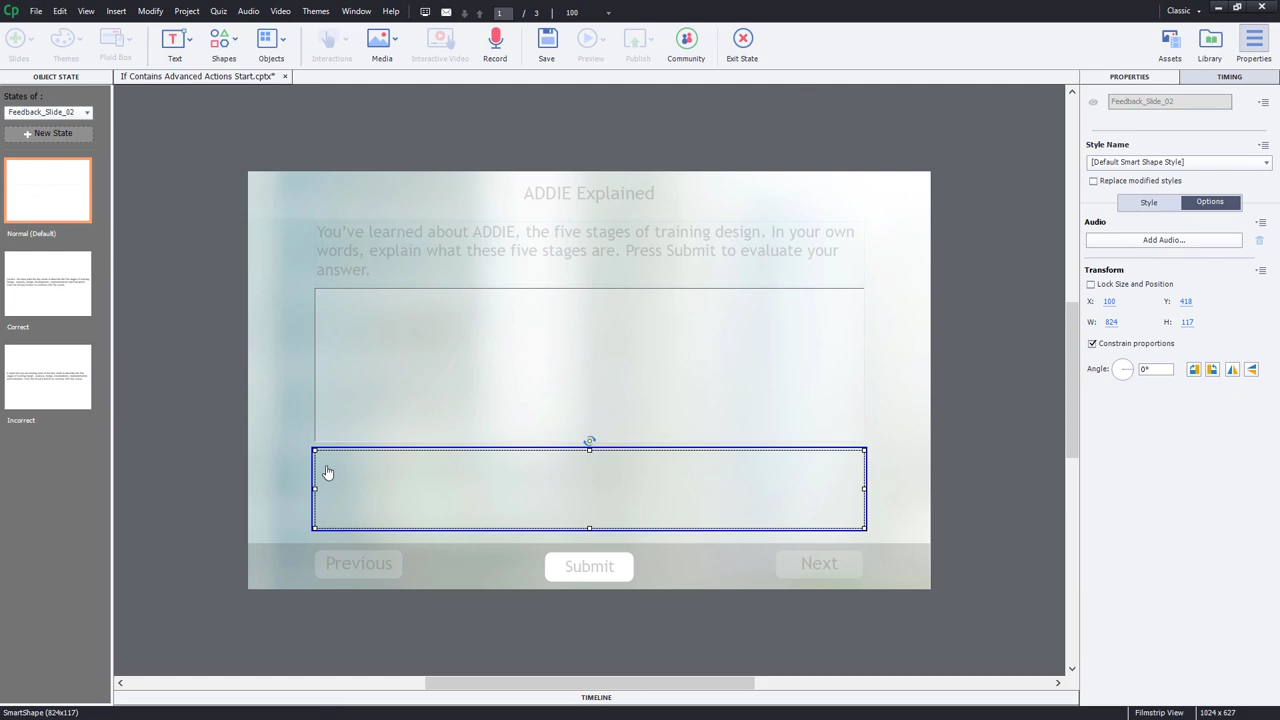 Cp File Edit View Insert Modify Project Quiz Audio Video Themes Window Help 1 / 3 100 Classic
Slides Themes Fluid Box Text Shapes Objects Interactions Media Interactive Video Record Save Preview Publish Community Exit State Assets Library Properties
OBJECT STATE
If Contains Advanced Actions Start.cptx*
PROPERTIES TIMING
States of :
Feedback_Slide_02
New State
Normal (Default)
Correct
Incorrect
ADDIE Explained
You've learned about ADDIE, the five stages of training design. In your own
words, explain what these five stages are. Press Submit to evaluate your
answer.
Previous Submit Next
Feedback_Slide_02
Style Name
[Default Smart Shape Style]
Replace modified styles
Style Options
Audio
Add Audio...
Transform
Lock Size and Position
X: 100 Y: 418
W: 824 H: 117
Constrain proportions
Angle: 0°
TIMELINE
SmartShape (824x117) Filmstrip View 1024 x 627